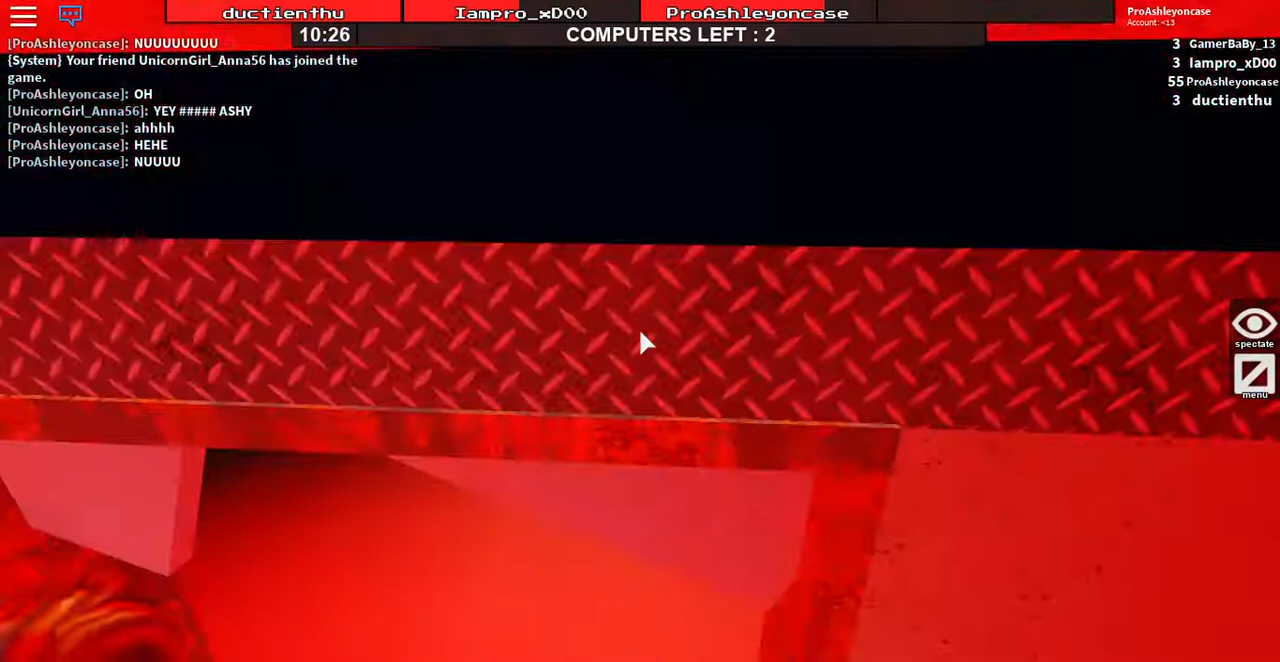 ductienthu Iampro_xD00 ProAshleyoncase
ProAshleyoncase
Account: <13
10:26 COMPUTERS LEFT : 2
[ProAshleyoncase]: NUUUUUUUU
{System} Your friend UnicornGirl_Anna56 has joined the
game.
[ProAshleyoncase]: OH
[UnicornGirl_Anna56]: YEY ##### ASHY
[ProAshleyoncase]: ahhhh
[ProAshleyoncase]: HEHE
[ProAshleyoncase]: NUUUU
3 GamerBaBy_13
3 Iampro_xD00
55 ProAshleyoncase
3 ductienthu
spectate
menu